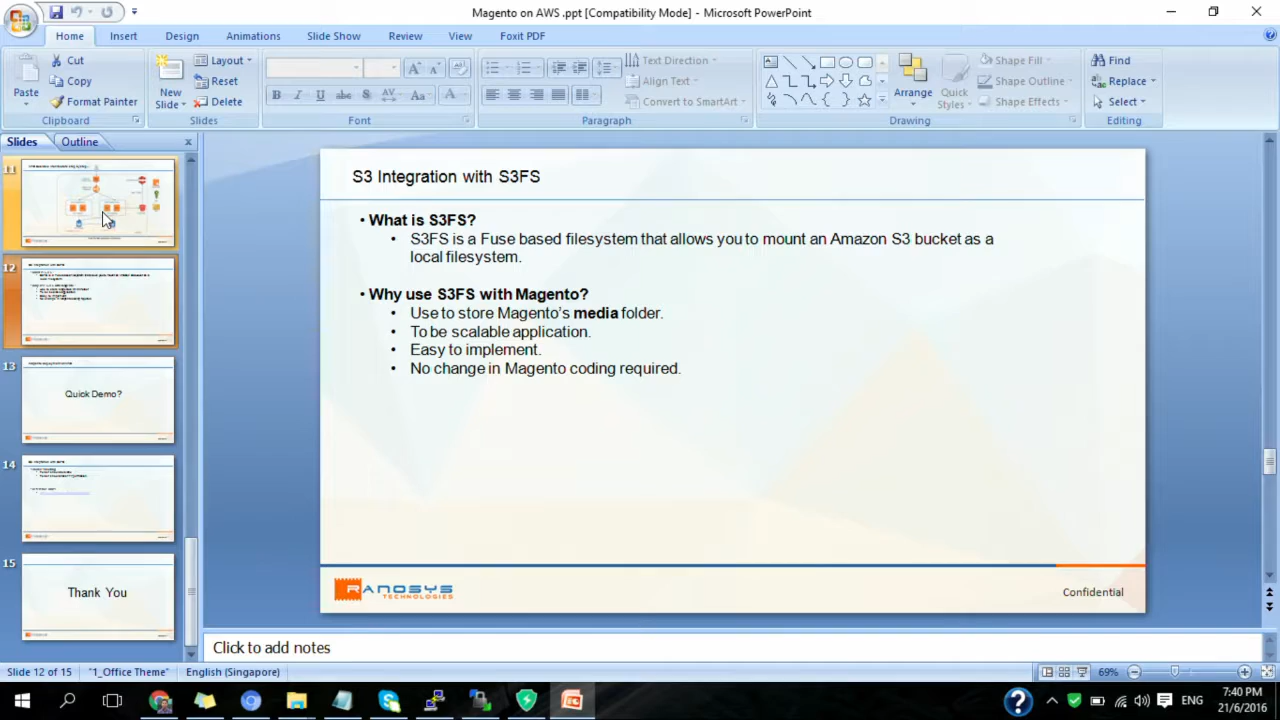 Magento on AWS .ppt [Compatibility Mode] - Microsoft PowerPoint
Home Insert Design Animations Slide Show Review View Foxit PDF
Paste
Cut
Copy
Format Painter
Clipboard
New Slide
Layout
Reset
Delete
Slides
Font
Text Direction
Align Text
Convert to SmartArt
Paragraph
Arrange
Quick Styles
Shape Fill
Shape Outline
Shape Effects
Drawing
Find
Replace
Select
Editing
Slides Outline
11
12
13
Quick Demo?
14
15
Thank You
S3 Integration with S3FS
• What is S3FS?
• S3FS is a Fuse based filesystem that allows you to mount an Amazon S3 bucket as a
local filesystem.
• Why use S3FS with Magento?
• Use to store Magento's media folder.
• To be scalable application.
• Easy to implement.
• No change in Magento coding required.
RANOSYS
TECHNOLOGIES
Confidential
Click to add notes
Slide 12 of 15 "1_Office Theme" English (Singapore) 69%
ENG
7:40 PM
21/6/2016